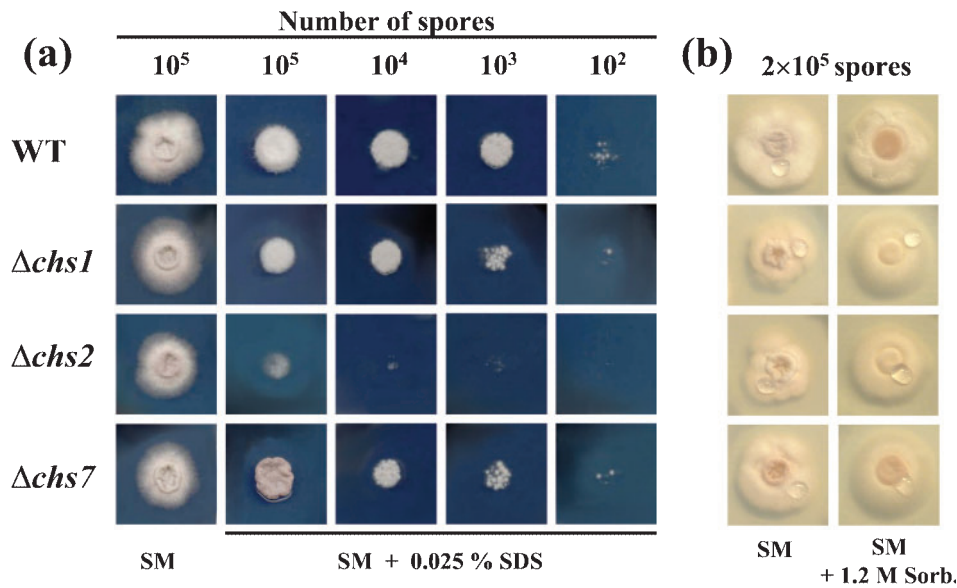 Number of spores
(a)
10⁵ 10⁵ 10⁴ 10³ 10²
WT
Δchs1
Δchs2
Δchs7
SM
SM + 0.025 % SDS
(b)
2×10⁵ spores
SM
SM
+ 1.2 M Sorb.